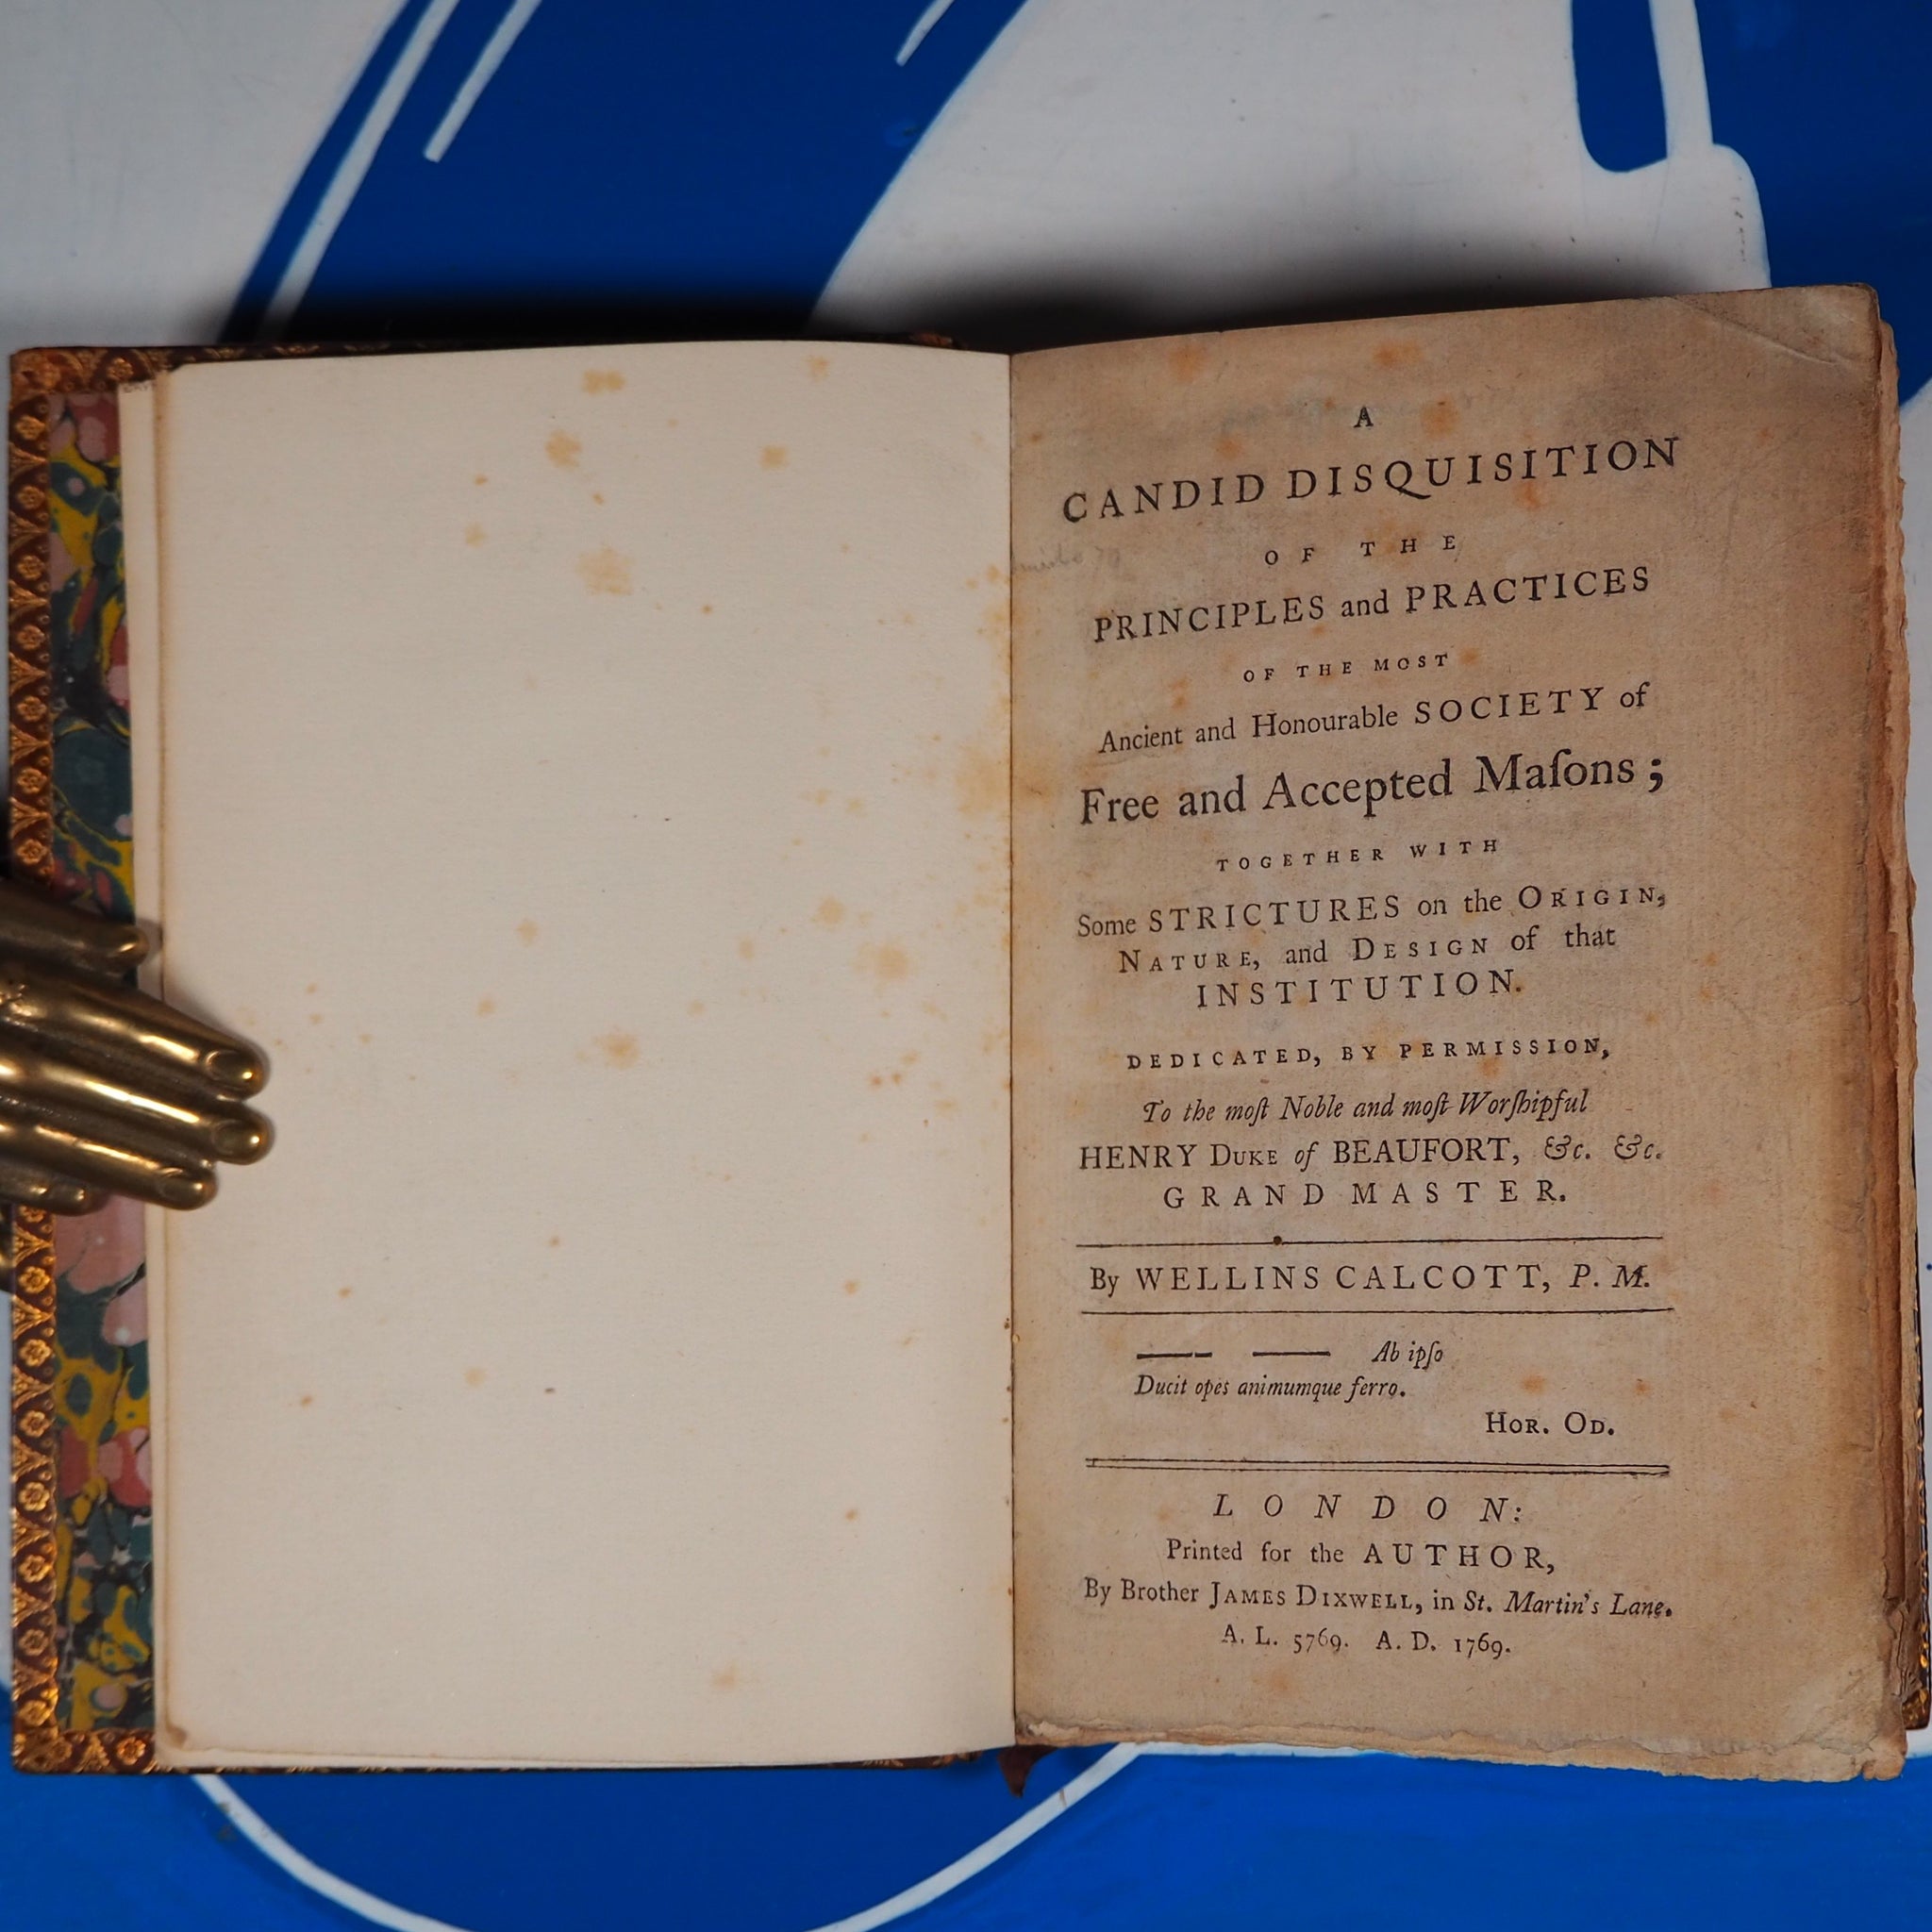 A
CANDID DISQUISITION
OF THE
PRINCIPLES and PRACTICES
OF THE MOST
Ancient and Honourable SOCIETY of
Free and Accepted Maſons;
TOGETHER WITH
Some STRICTURES on the ORIGIN,
NATURE, and DESIGN of that
INSTITUTION.
DEDICATED, BY PERMISSION,
To the moſt Noble and moſt Worſhipful
HENRY DUKE of BEAUFORT, &c. &c.
GRAND MASTER.
By WELLINS CALCOTT, P. M.
Ab ipſo
Ducit opes animumque ferro.
HOR. OD.
LONDON:
Printed for the AUTHOR,
By Brother JAMES DIXWELL, in St. Martin's Lane.
A. L. 5769. A. D. 1769.